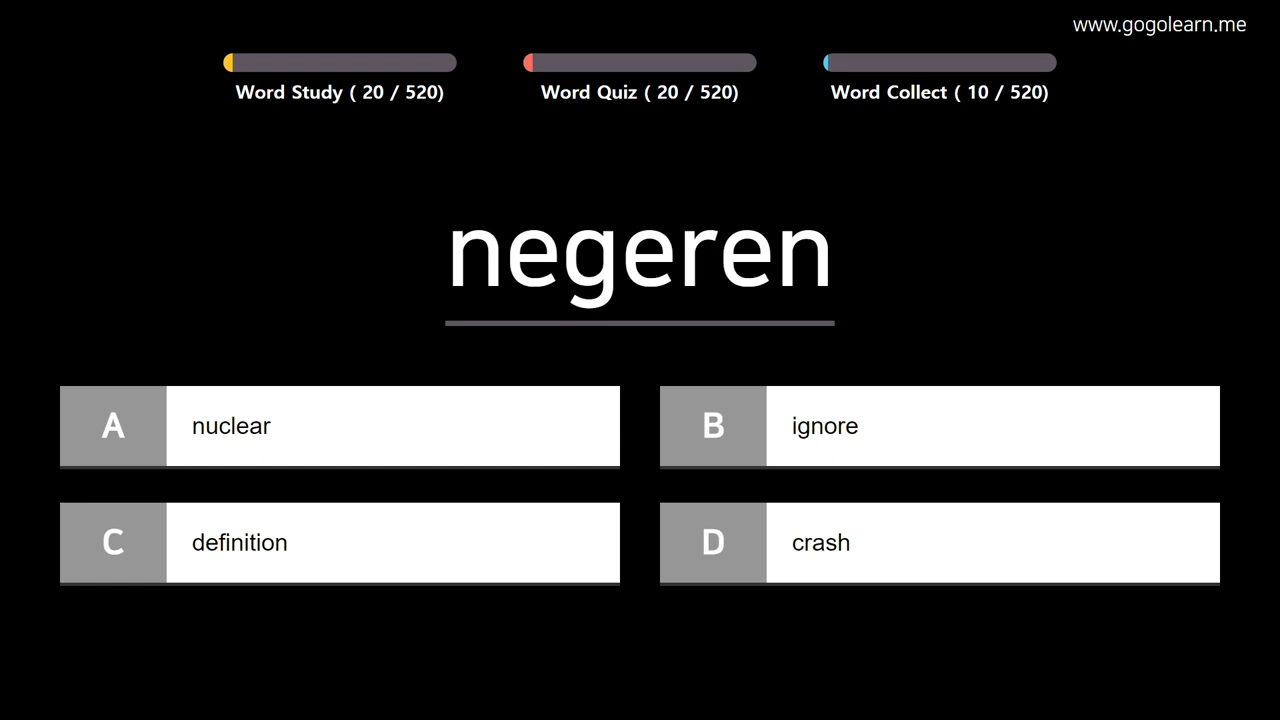 www.gogolearn.me
Word Study ( 20 / 520)
Word Quiz ( 20 / 520)
Word Collect ( 10 / 520)
negeren
A nuclear
B ignore
C definition
D crash